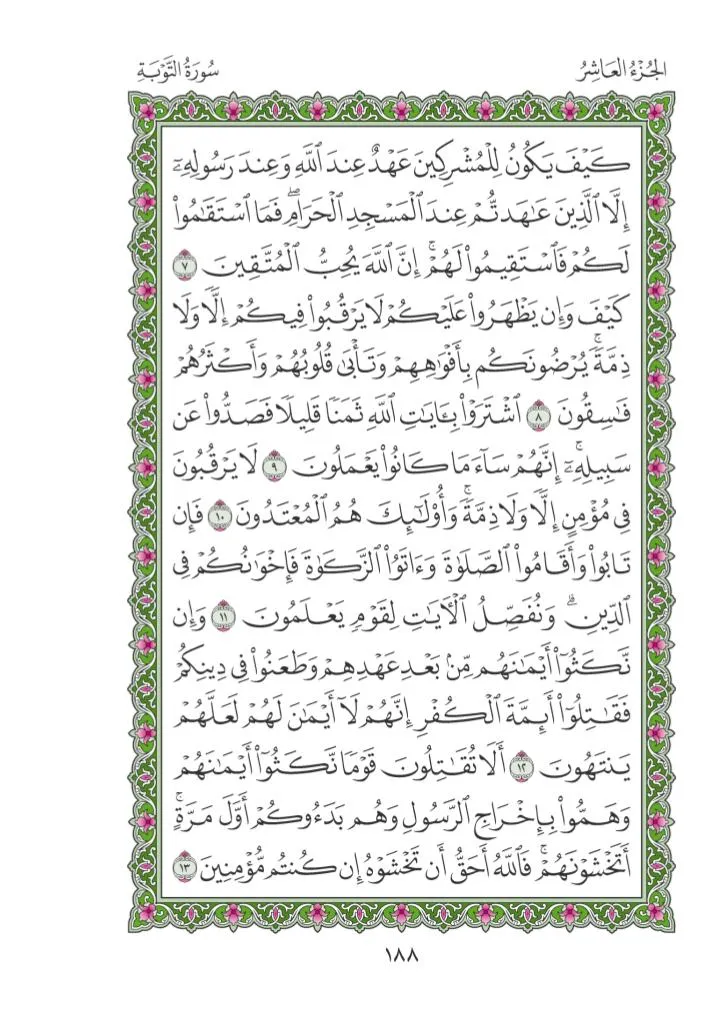 الجُزْءُ العَاشِرُ
سُورَةُ التَّوْبَةِ
كَيْفَ يَكُونُ لِلْمُشْرِكِينَ عَهْدٌ عِندَ ٱللَّهِ وَعِندَ رَسُولِهِۦٓ
إِلَّا ٱلَّذِينَ عَٰهَدتُّمْ عِندَ ٱلْمَسْجِدِ ٱلْحَرَامِۖ فَمَا ٱسْتَقَٰمُوا۟
لَكُمْ فَٱسْتَقِيمُوا۟ لَهُمْۚ إِنَّ ٱللَّهَ يُحِبُّ ٱلْمُتَّقِينَ ٧
كَيْفَ وَإِن يَظْهَرُوا۟ عَلَيْكُمْ لَا يَرْقُبُوا۟ فِيكُمْ إِلًّا وَلَا
ذِمَّةًۚ يُرْضُونَكُم بِأَفْوَٰهِهِمْ وَتَأْبَىٰ قُلُوبُهُمْ وَأَكْثَرُهُمْ
فَٰسِقُونَ ٨ ٱشْتَرَوْا۟ بِـَٔايَٰتِ ٱللَّهِ ثَمَنًا قَلِيلًا فَصَدُّوا۟ عَن
سَبِيلِهِۦٓۚ إِنَّهُمْ سَآءَ مَا كَانُوا۟ يَعْمَلُونَ ٩ لَا يَرْقُبُونَ
فِى مُؤْمِنٍ إِلًّا وَلَا ذِمَّةًۚ وَأُو۟لَٰٓئِكَ هُمُ ٱلْمُعْتَدُونَ ١٠ فَإِن
تَابُوا۟ وَأَقَامُوا۟ ٱلصَّلَوٰةَ وَءَاتَوُا۟ ٱلزَّكَوٰةَ فَإِخْوَٰنُكُمْ فِى
ٱلدِّينِۗ وَنُفَصِّلُ ٱلْـَٔايَٰتِ لِقَوْمٍ يَعْلَمُونَ ١١ وَإِن
نَّكَثُوٓا۟ أَيْمَٰنَهُم مِّنۢ بَعْدِ عَهْدِهِمْ وَطَعَنُوا۟ فِى دِينِكُمْ
فَقَٰتِلُوٓا۟ أَئِمَّةَ ٱلْكُفْرِ إِنَّهُمْ لَآ أَيْمَٰنَ لَهُمْ لَعَلَّهُمْ
يَنتَهُونَ ١٢ أَلَا تُقَٰتِلُونَ قَوْمًا نَّكَثُوٓا۟ أَيْمَٰنَهُمْ
وَهَمُّوا۟ بِإِخْرَاجِ ٱلرَّسُولِ وَهُم بَدَءُوكُمْ أَوَّلَ مَرَّةٍۚ
أَتَخْشَوْنَهُمْۚ فَٱللَّهُ أَحَقُّ أَن تَخْشَوْهُ إِن كُنتُم مُّؤْمِنِينَ ١٣
١٨٨